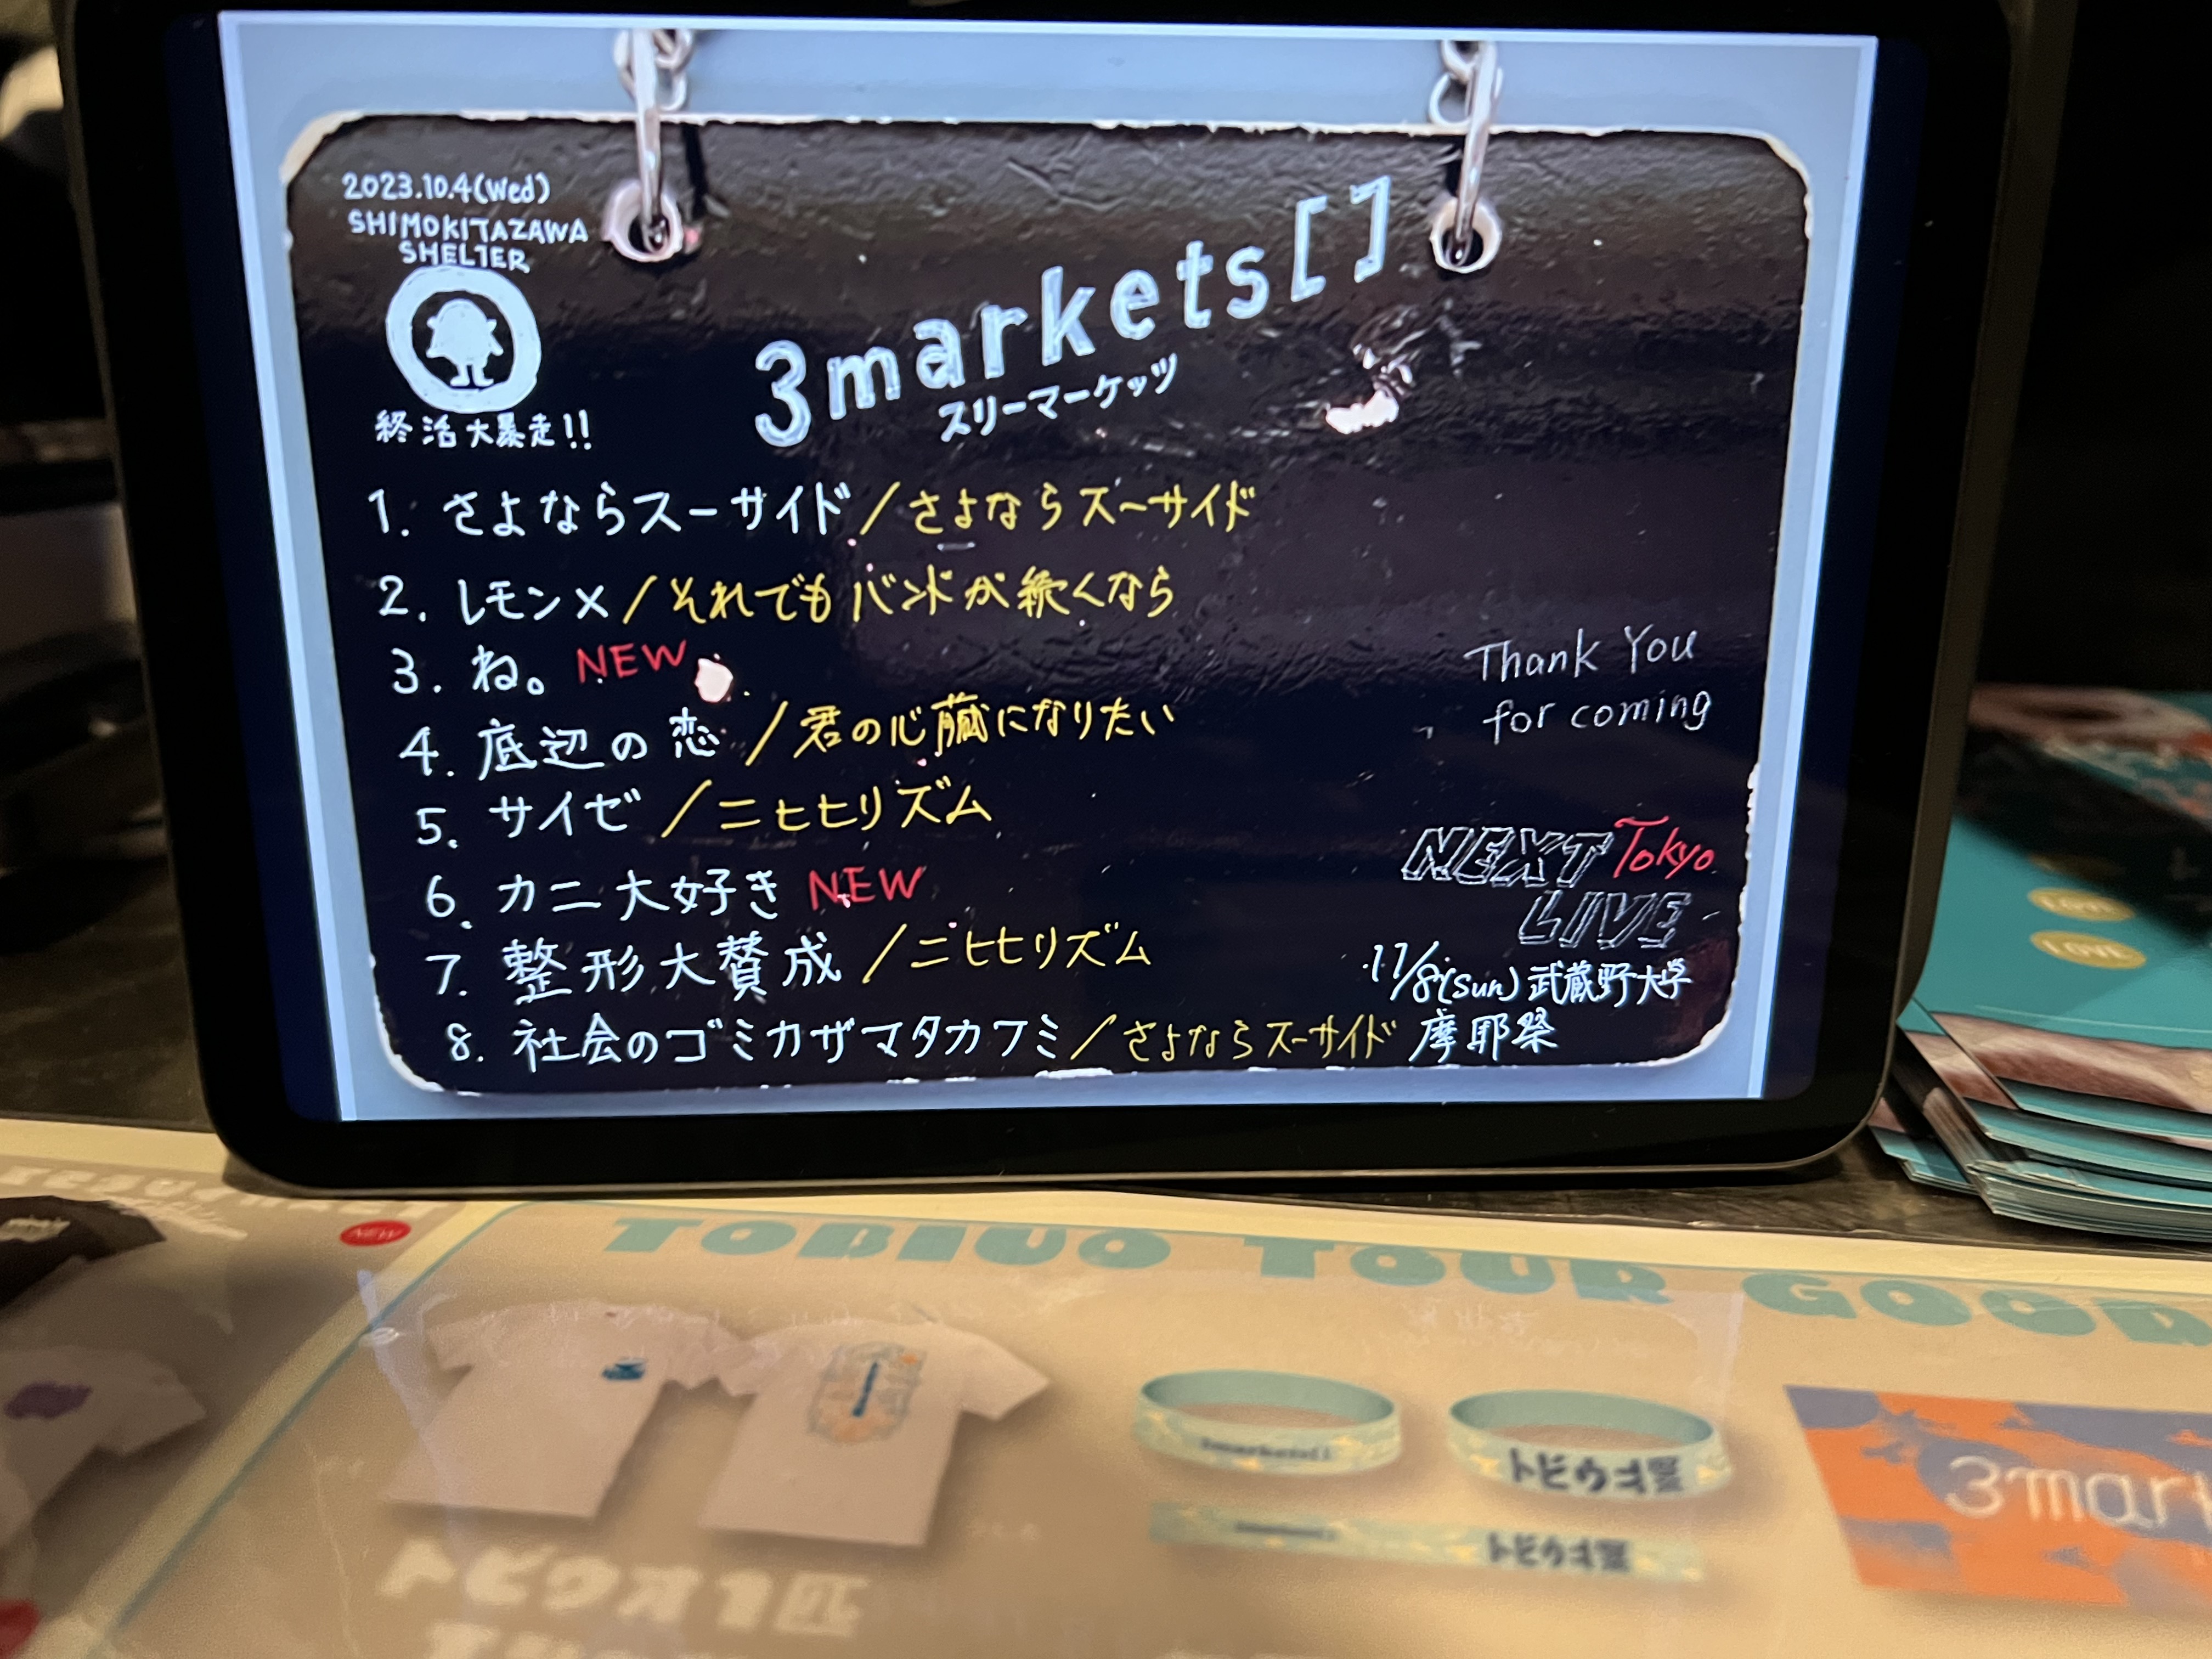 2023.10.4(Wed)
SHIMOKITAZAWA
SHELTER
終活大暴走!!
3markets[]
スリーマーケッツ
1. さよならスーサイド/さよならスーサイド
2. レモン×/それでもバンドが続くなら
3. ね。NEW
4. 底辺の恋/君の心臓になりたい
5. サイゼ/ニヒヒリズム
6. カニ大好き NEW
7. 整形大賛成/ニヒヒリズム
8. 社会のゴミカザマタカフミ/さよならスーサイド
Thank You
for coming
NEXT Tokyo
LIVE
(Sun) 武蔵野大学
摩耶祭
NEW
TOBIUO TOUR GOOD
3markets[]
トビウオ
トビウオ
3mar
トビウオ1匹
LOVE